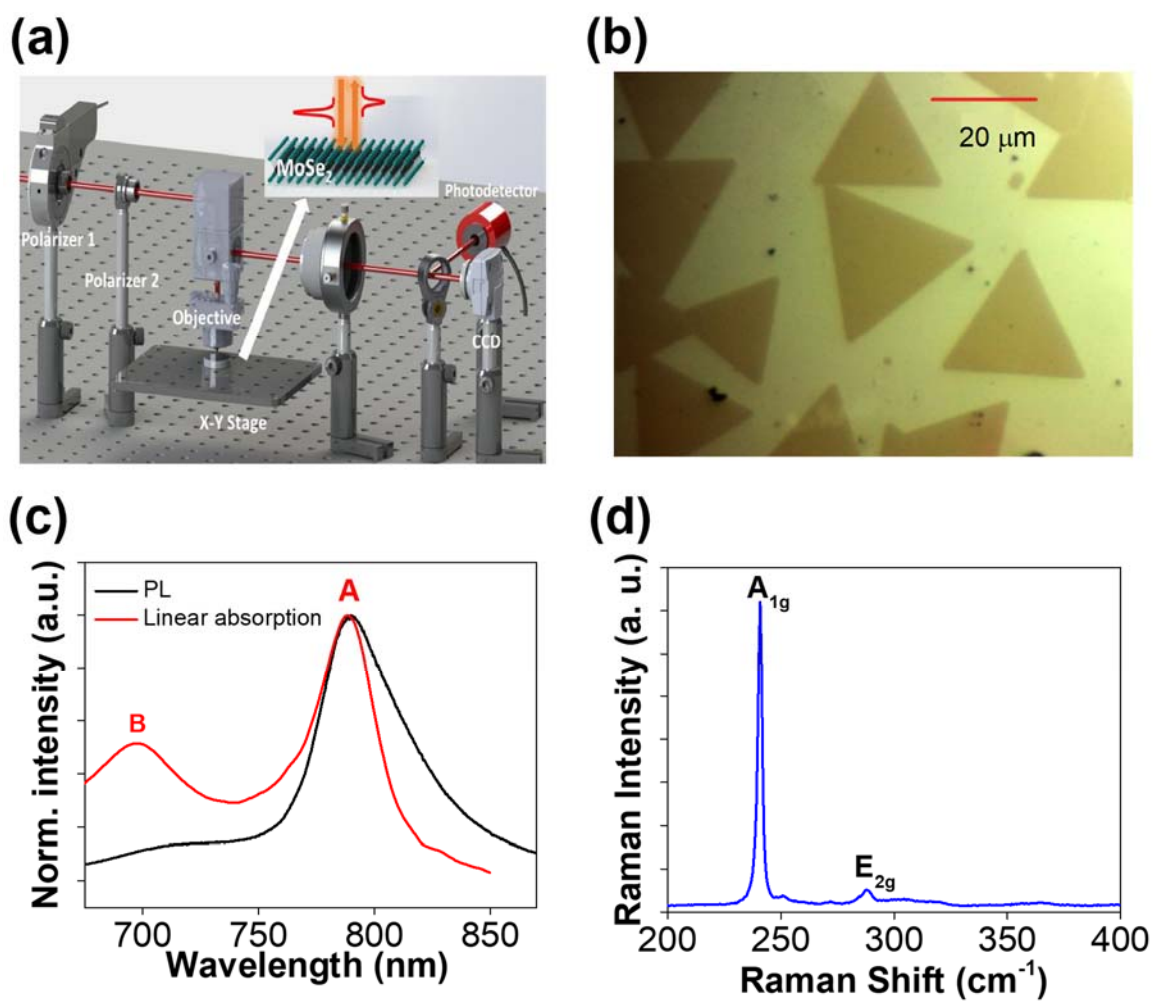 (a)
MoSe₂
Photodetector
Polarizer 1
Polarizer 2
Objective
CCD
X-Y Stage
(b)
20 μm
(c)
Norm. intensity (a.u.)
PL
Linear absorption
A
B
700 750 800 850
Wavelength (nm)
(d)
Raman Intensity (a. u.)
A₁g
E₂g
200 250 300 350 400
Raman Shift (cm⁻¹)